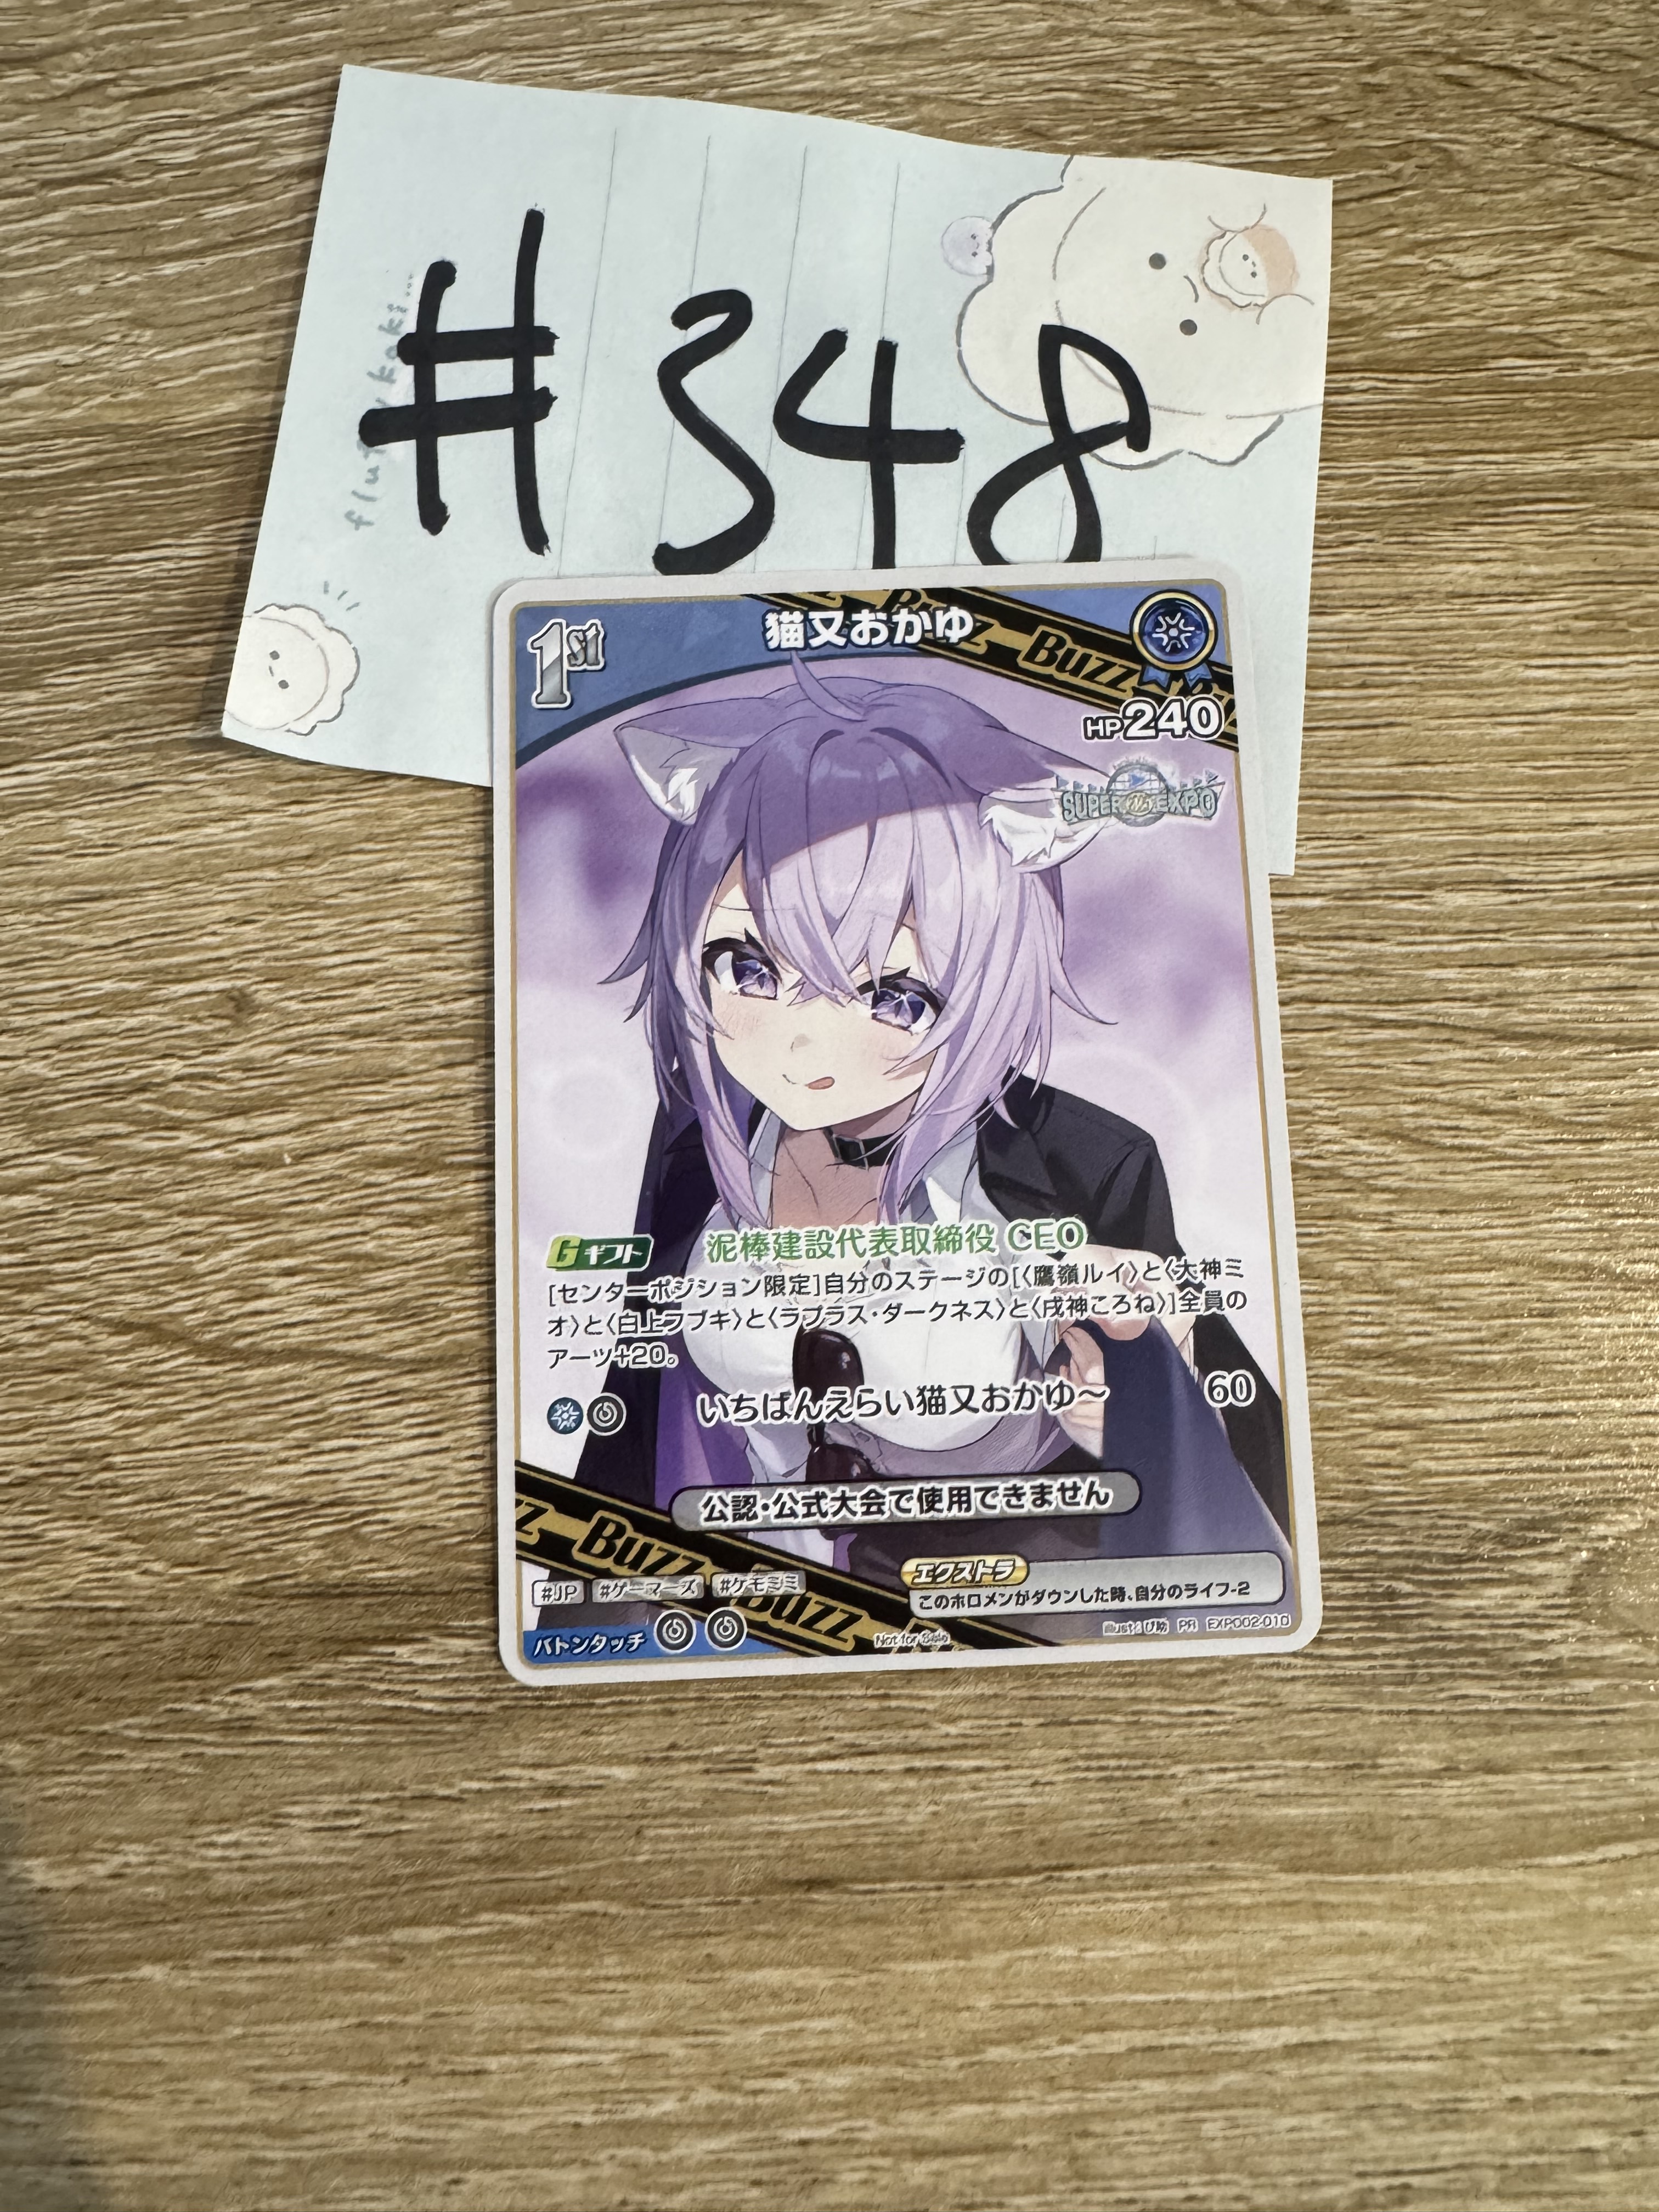 #348
1st
猫又おかゆ
Buzz
HP240
SUPER EXPO
Gギフト 泥棒建設代表取締役 CEO
[センターポジション限定]自分のステージの[〈鷹嶺ルイ〉と〈大神ミ
オ〉と〈白上フブキ〉と〈ラプラス・ダークネス〉と〈戌神ころね〉]全員の
アーツ+20。
いちばんえらい猫又おかゆ〜 60
公認・公式大会で使用できません
Buzz
Buzz
エクストラ
このホロメンがダウンした時、自分のライフ-2
#JP #ゲーマーズ #ケモミミ
バトンタッチ
Not for Sale
PR EXP002-010